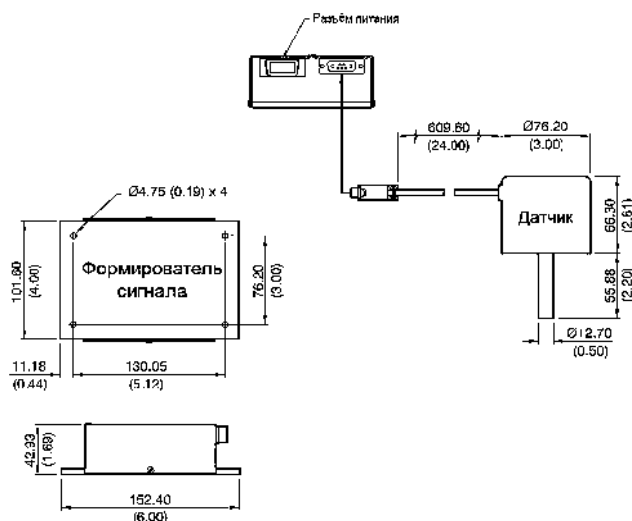 Разъём питания
609.60
(24.00)
Ø76.20
(3.00)
Ø4.75 (0.19) x 4
Датчик
66.30
(2.61)
Формирователь
сигнала
101.60
(4.00)
76.20
(3.00)
55.88
(2.20)
Ø12.70
(0.50)
11.18
(0.44)
130.05
(5.12)
42.93
(1.69)
152.40
(6.00)